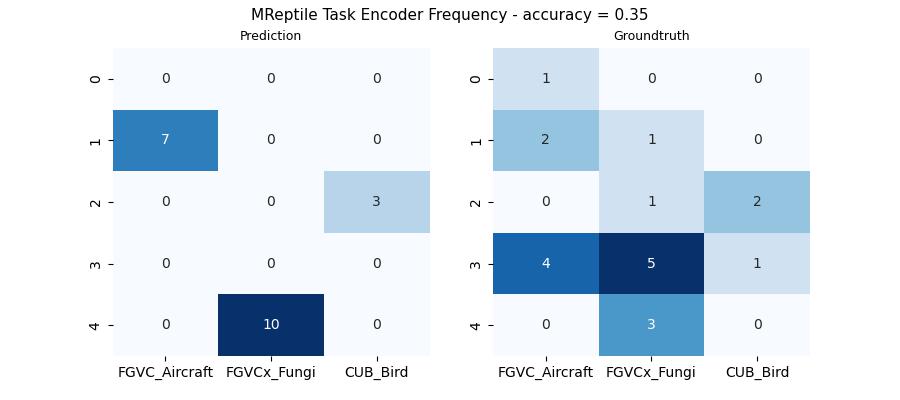 MReptile Task Encoder Frequency - accuracy = 0.35
Prediction
0 0 0 0
1 7 0 0
2 0 0 3
3 0 0 0
4 0 10 0
FGVC_Aircraft FGVCx_Fungi CUB_Bird
Groundtruth
0 1 0 0
1 2 1 0
2 0 1 2
3 4 5 1
4 0 3 0
FGVC_Aircraft FGVCx_Fungi CUB_Bird